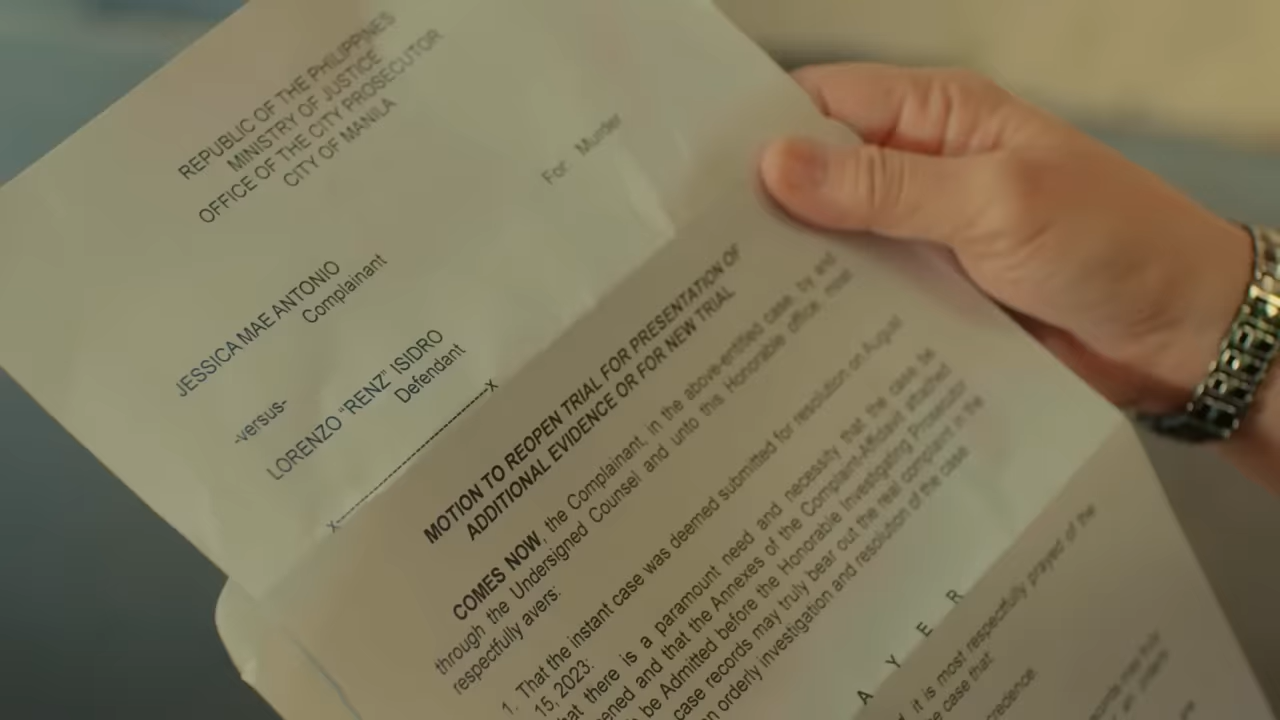 REPUBLIC OF THE PHILIPPINES
MINISTRY OF JUSTICE
OFFICE OF THE CITY PROSECUTOR
CITY OF MANILA
For Murder
JESSICA MAE ANTONIO
Complainant
-versus-
LORENZO “RENZ” ISIDRO
Defendant
x-----------------------------x
MOTION TO REOPEN TRIAL FOR PRESENTATION OF
ADDITIONAL EVIDENCE OR FOR NEW TRIAL
COMES NOW, the Complainant, in the above-entitled case, by and
through the Undersigned Counsel and unto this Honorable office, most
respectfully avers:
1. That the instant case was deemed submitted for resolution on August
15, 2023:
hat there is a paramount need and necessity that the case be
ened and that the Annexes of the Complaint-Affidavit attached
be Admitted before the Honorable Investigating Prosecutor
case records may truly bear out the real complaint in the
n orderly investigation and resolution of the case
A Y E R
, it is most respectfully prayed of the
e case that:
credence.